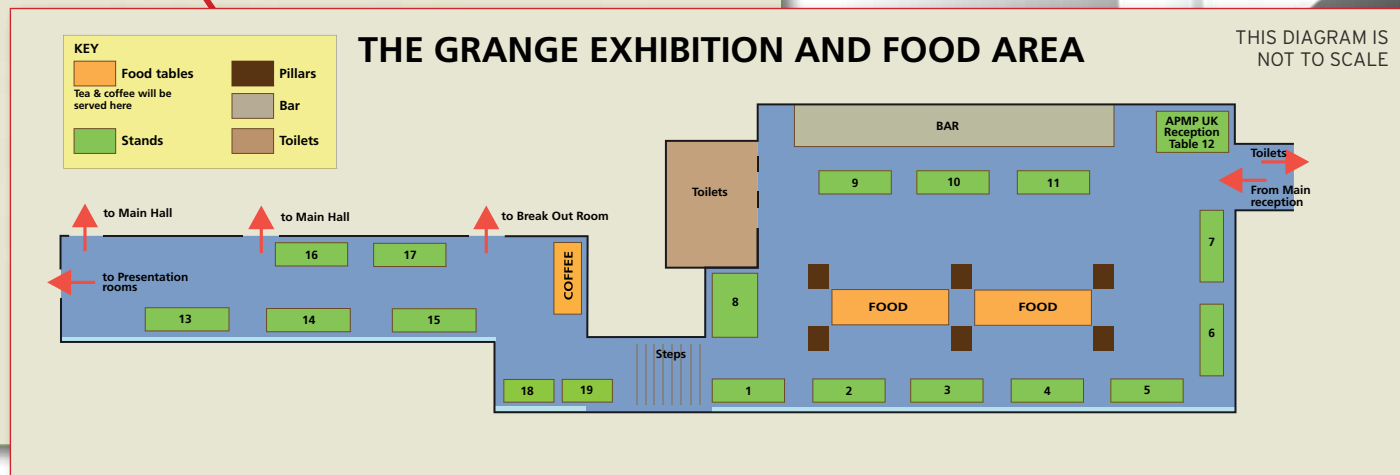 THE GRANGE EXHIBITION AND FOOD AREA
THIS DIAGRAM IS
NOT TO SCALE
KEY
Food tables
Tea & coffee will be
served here
Stands
Pillars
Bar
Toilets
BAR
APMP UK
Reception
Table 12
Toilets
From Main
reception
Toilets
9
10
11
7
6
to Main Hall
to Main Hall
to Break Out Room
16
17
COFFEE
to Presentation
rooms
13
14
15
8
FOOD
FOOD
Steps
18
19
1
2
3
4
5